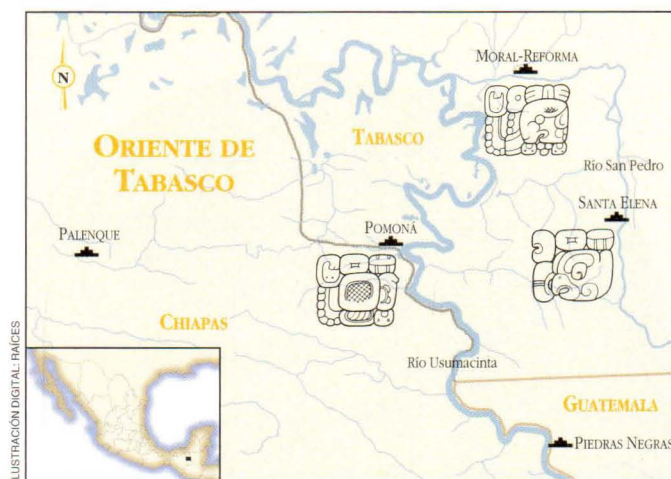 N
ORIENTE DE
TABASCO
TABASCO
MORAL-REFORMA
RÍo San Pedro
SANTA ELENA
PALENQUE
POMONÁ
CHIAPAS
Río Usumacinta
GUATEMALA
PIEDRAS NEGRAS
LUSTRACIÓN DIGITAL: RAÍCES